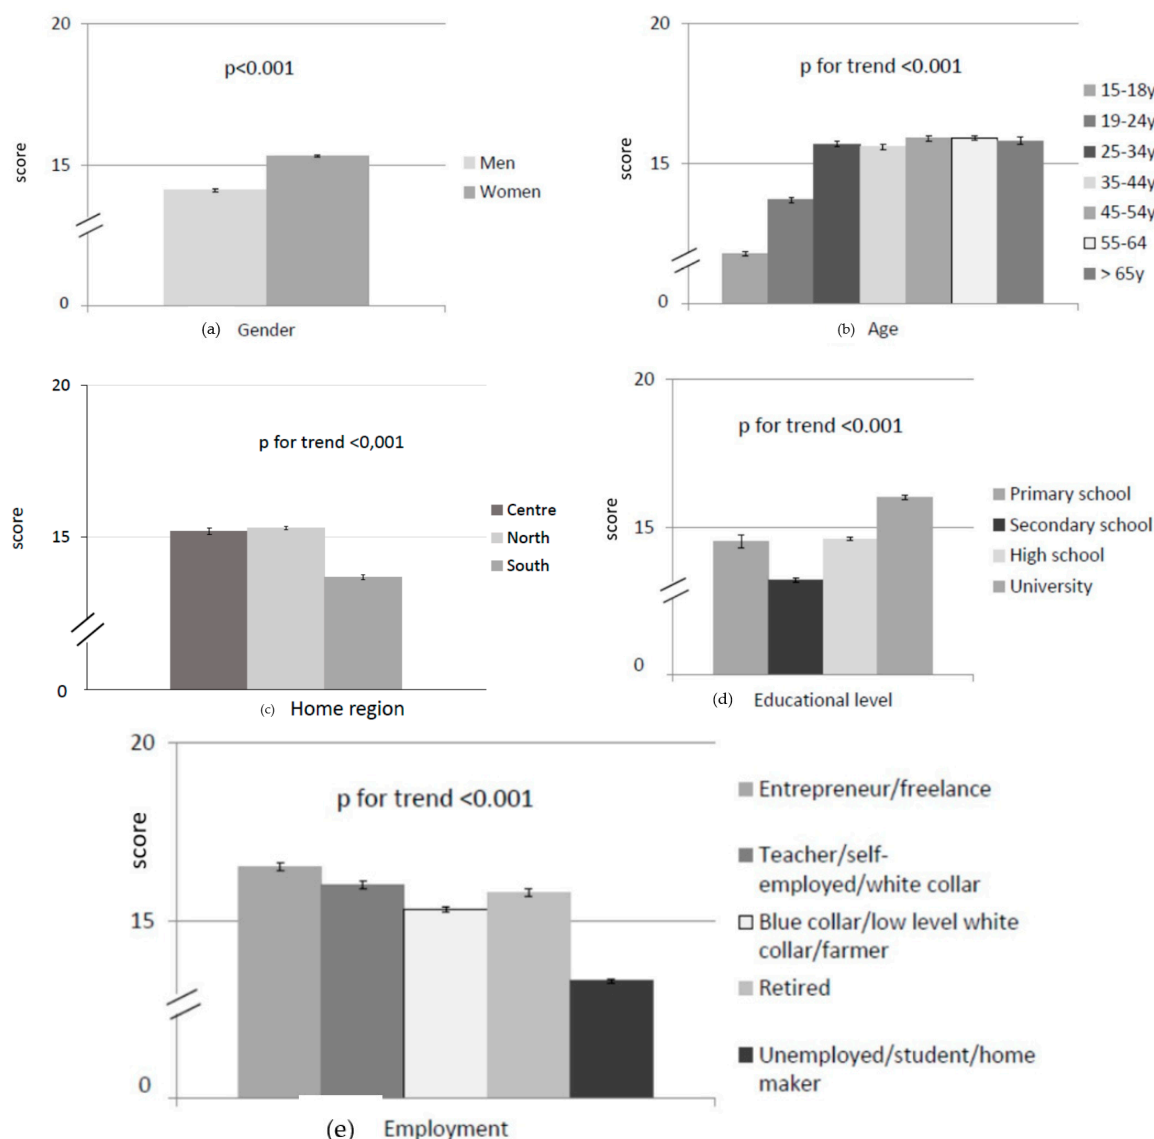 20
p<0.001
score
15
Men
Women
0
(a) Gender
20
p for trend <0.001
score
15
15-18y
19-24y
25-34y
35-44y
45-54y
55-64
> 65y
0
(b) Age
20
p for trend <0,001
score
15
Centre
North
South
0
(c) Home region
20
p for trend <0.001
score
15
Primary school
Secondary school
High school
University
0
(d) Educational level
20
p for trend <0.001
score
15
Entrepreneur/freelance
Teacher/self-
employed/white collar
Blue collar/low level white
collar/farmer
Retired
Unemployed/student/home
maker
0
(e) Employment